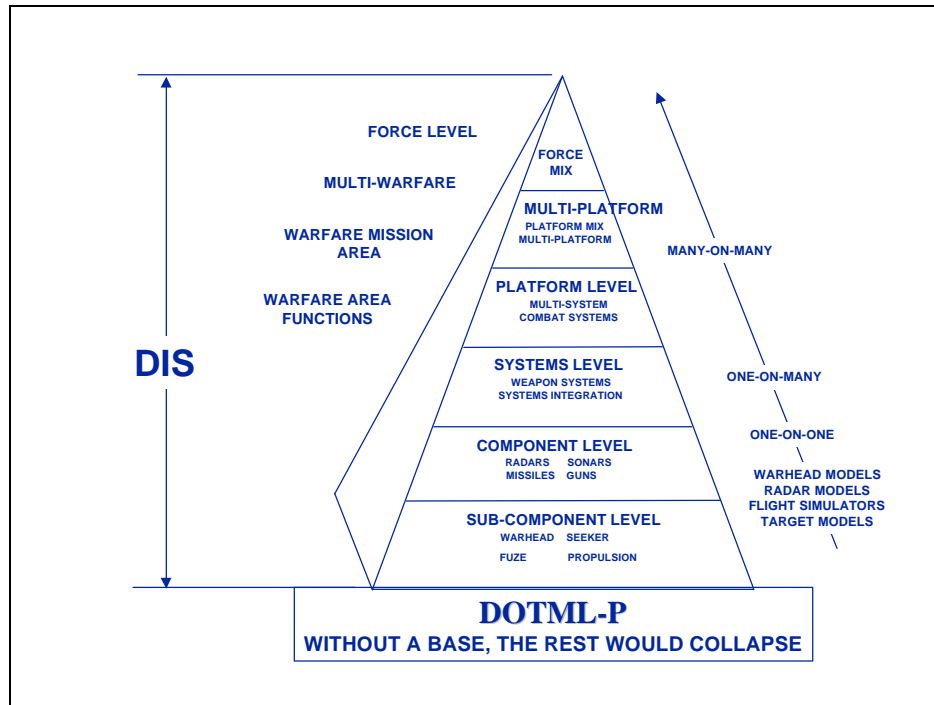 FORCE LEVEL
MULTI-WARFARE
WARFARE MISSION
AREA
WARFARE AREA
FUNCTIONS
DIS
FORCE
MIX
MULTI-PLATFORM
PLATFORM MIX
MULTI-PLATFORM
PLATFORM LEVEL
MULTI-SYSTEM
COMBAT SYSTEMS
SYSTEMS LEVEL
WEAPON SYSTEMS
SYSTEMS INTEGRATION
COMPONENT LEVEL
RADARS SONARS
MISSILES GUNS
SUB-COMPONENT LEVEL
WARHEAD SEEKER
FUZE PROPULSION
MANY-ON-MANY
ONE-ON-MANY
ONE-ON-ONE
WARHEAD MODELS
RADAR MODELS
FLIGHT SIMULATORS
TARGET MODELS
DOTML-P
WITHOUT A BASE, THE REST WOULD COLLAPSE